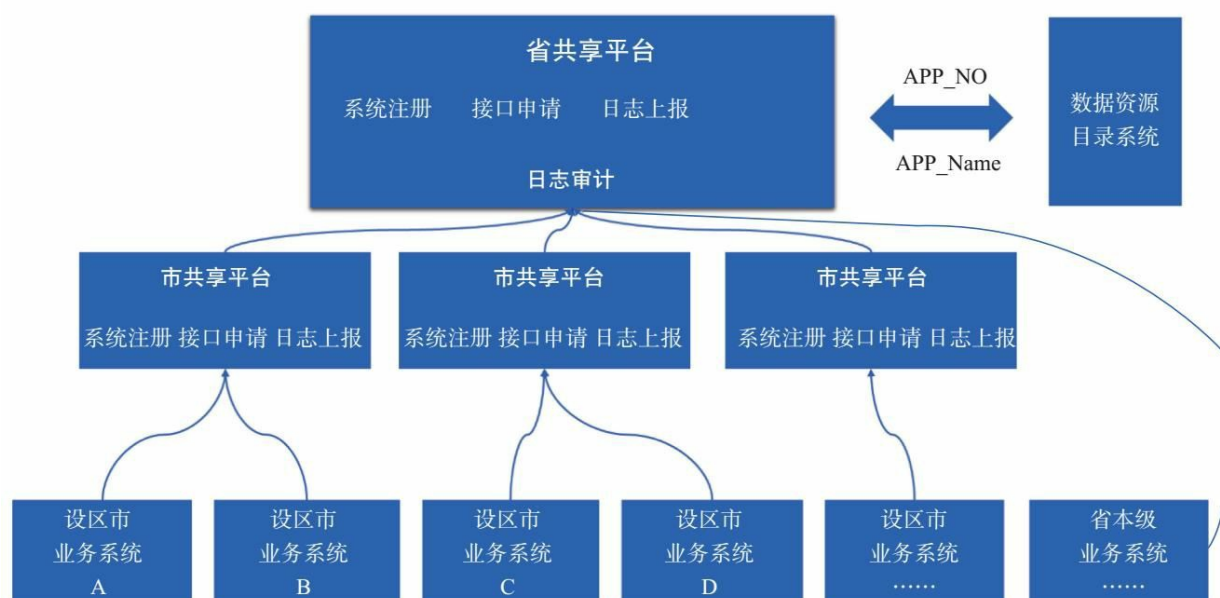 省共享平台
系统注册 接口申请 日志上报
日志审计
APP_NO
APP_Name
数据资源
目录系统
市共享平台
系统注册 接口申请 日志上报
市共享平台
系统注册 接口申请 日志上报
市共享平台
系统注册 接口申请 日志上报
设区市
业务系统
A
设区市
业务系统
B
设区市
业务系统
C
设区市
业务系统
D
设区市
业务系统
……
省本级
业务系统
……